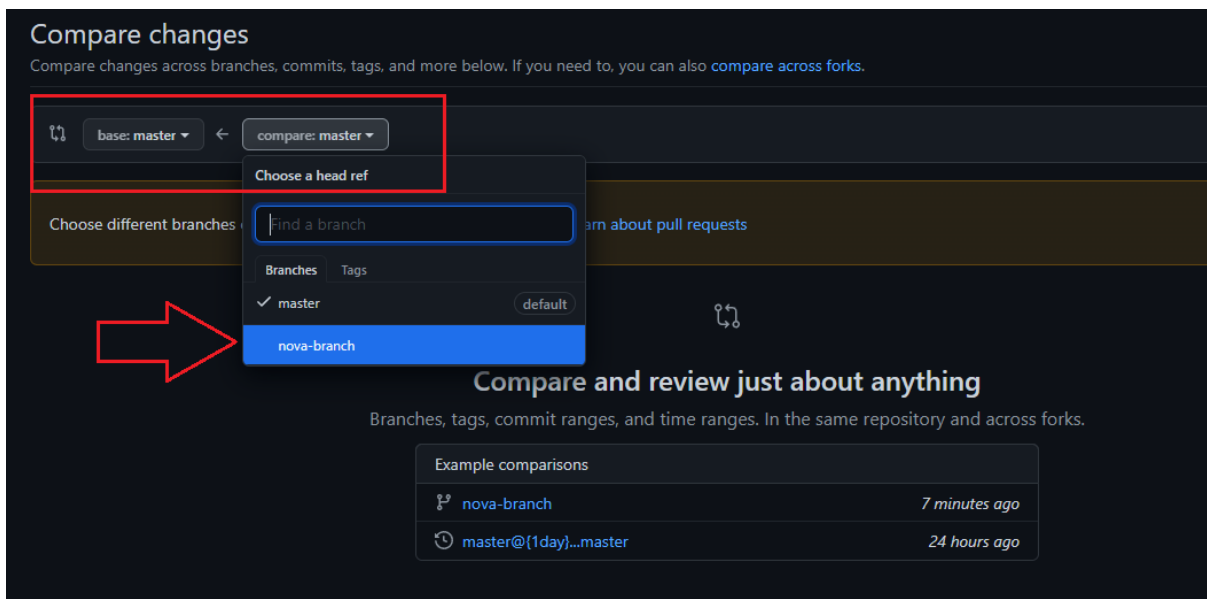 Compare changes
Compare changes across branches, commits, tags, and more below. If you need to, you can also compare across forks.
base: master
compare: master
Choose a head ref
Choose different branches
Find a branch
arn about pull requests
Branches Tags
master default
nova-branch
Compare and review just about anything
Branches, tags, commit ranges, and time ranges. In the same repository and across forks.
Example comparisons
nova-branch 7 minutes ago
master@{1day}...master 24 hours ago